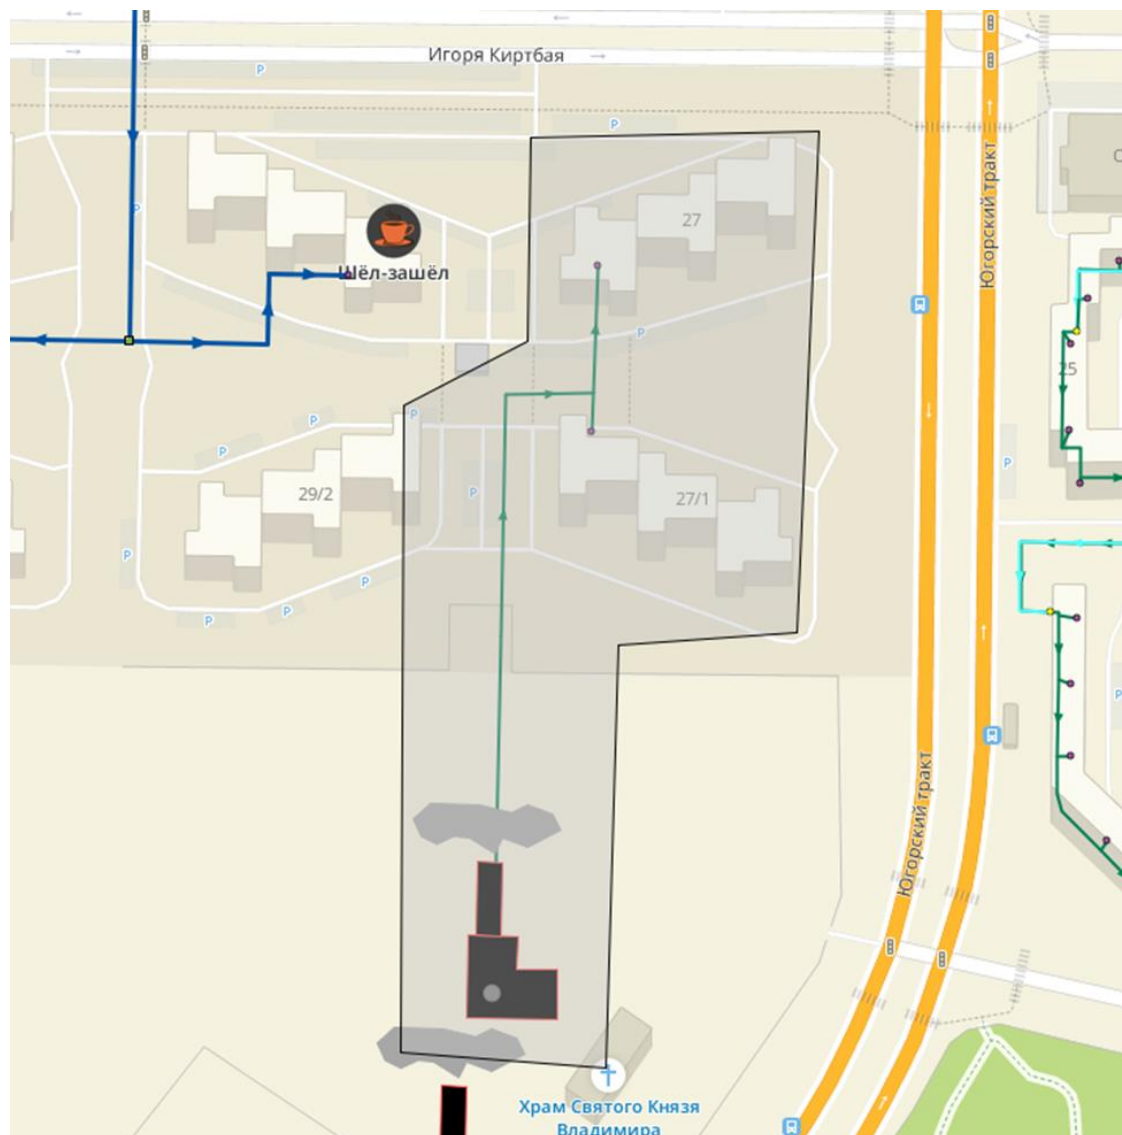 Игоря Киртбая
P
P
P
27
Шёл-зашёл
Югорский тракт
P
25
P
P
29/2
P
27/1
P
P
P
P
P
P
P
Югорский тракт
Храм Святого Князя
Владимира